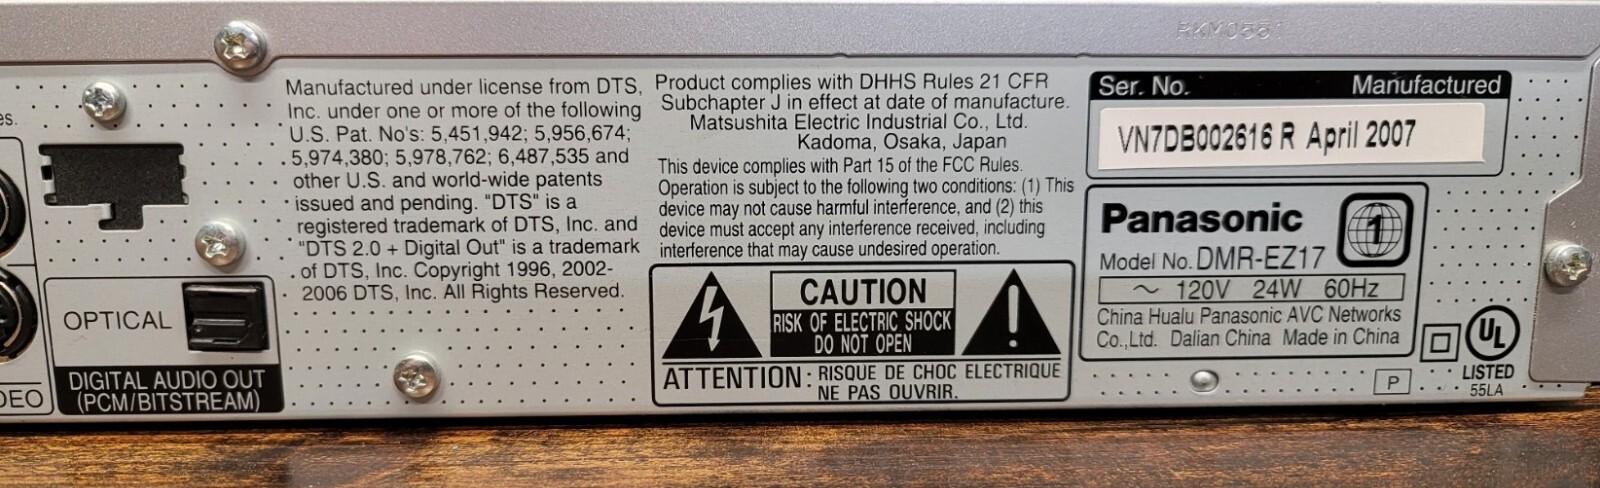 RKM0551
es.
Manufactured under license from DTS,
Inc. under one or more of the following
U.S. Pat. No's: 5,451,942; 5,956,674;
5,974,380; 5,978,762; 6,487,535 and
other U.S. and world-wide patents
issued and pending. "DTS" is a
registered trademark of DTS, Inc. and
"DTS 2.0 + Digital Out" is a trademark
of DTS, Inc. Copyright 1996, 2002-
2006 DTS, Inc. All Rights Reserved.
OPTICAL
DIGITAL AUDIO OUT
(PCM/BITSTREAM)
DEO
Product complies with DHHS Rules 21 CFR
Subchapter J in effect at date of manufacture.
Matsushita Electric Industrial Co., Ltd.
Kadoma, Osaka, Japan
This device complies with Part 15 of the FCC Rules.
Operation is subject to the following two conditions: (1) This
device may not cause harmful interference, and (2) this
device must accept any interference received, including
interference that may cause undesired operation.
CAUTION
RISK OF ELECTRIC SHOCK
DO NOT OPEN
ATTENTION : RISQUE DE CHOC ELECTRIQUE
NE PAS OUVRIR.
Ser. No. Manufactured
VN7DB002616 R April 2007
Panasonic 1
Model No. DMR-EZ17
~ 120V 24W 60Hz
China Hualu Panasonic AVC Networks
Co.,Ltd. Dalian China Made in China
UL
LISTED
55LA
P